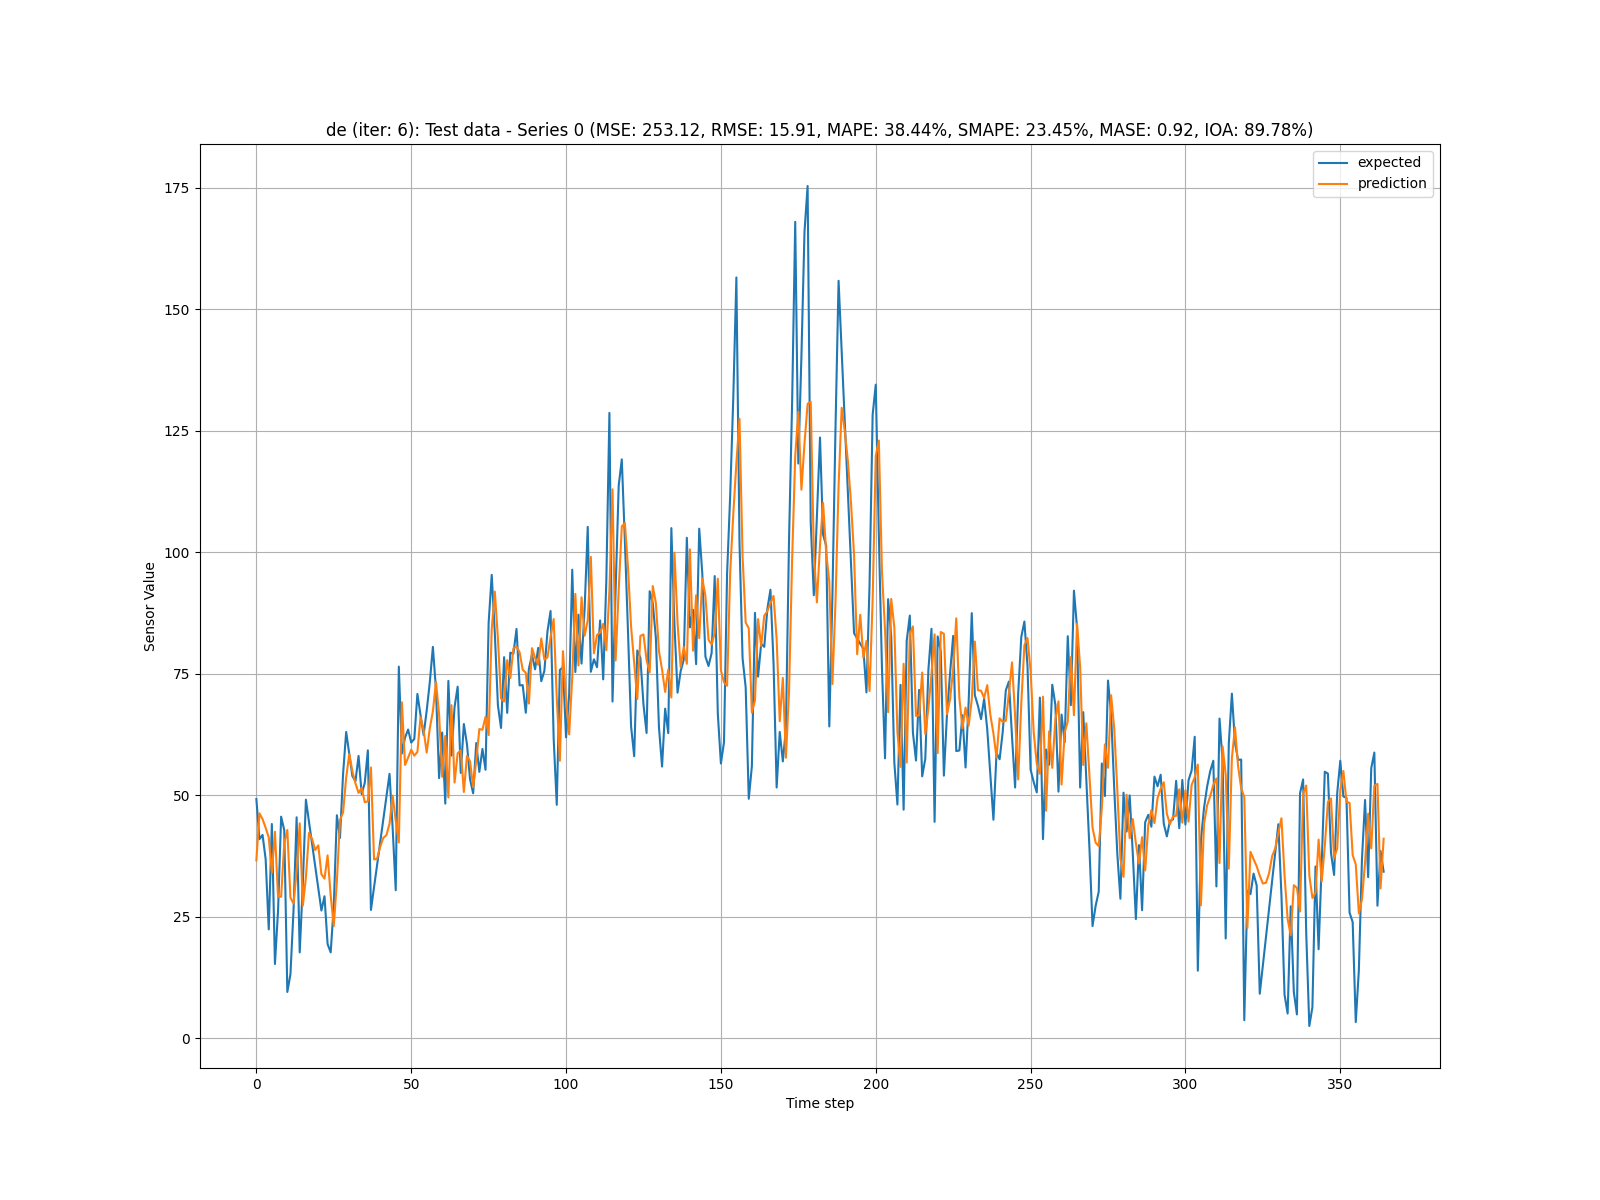 de (iter: 6): Test data - Series 0 (MSE: 253.12, RMSE: 15.91, MAPE: 38.44%, SMAPE: 23.45%, MASE: 0.92, IOA: 89.78%)
expected
prediction
175
150
125
100
75
50
25
0
Sensor Value
0 50 100 150 200 250 300 350
Time step